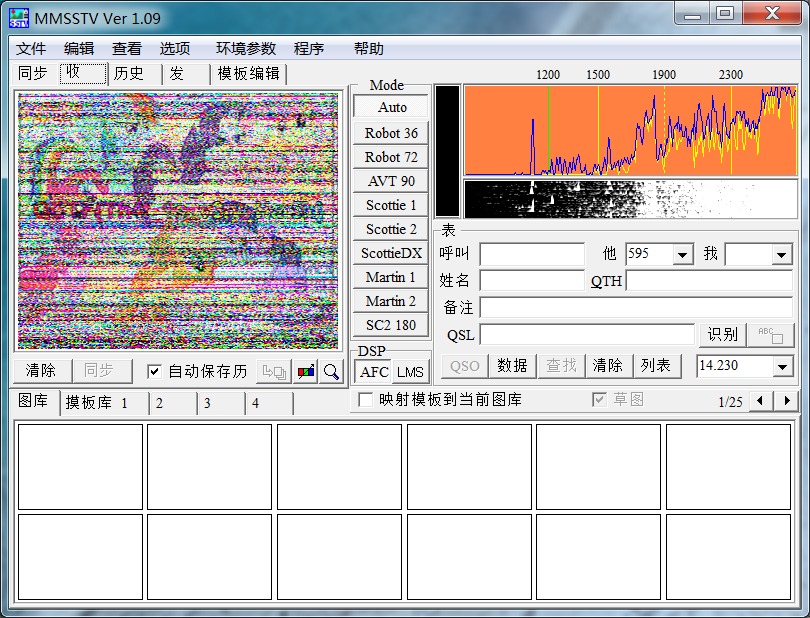 MMSSTV Ver 1.09
文件 编辑 查看 选项 环境参数 程序 帮助
同步 收 历史 发 模板编辑
Mode
Auto
Robot 36
Robot 72
AVT 90
Scottie 1
Scottie 2
ScottieDX
Martin 1
Martin 2
SC2 180
DSP
AFC LMS
1200 1500 1900 2300
表
呼叫 他 595 我
姓名 QTH
备注
QSL 识别 ABC
QSO 数据 查找 清除 列表 14.230
清除 同步 自动保存历
图库 摸板库 1 2 3 4
映射模板到当前图库 草图 1/25